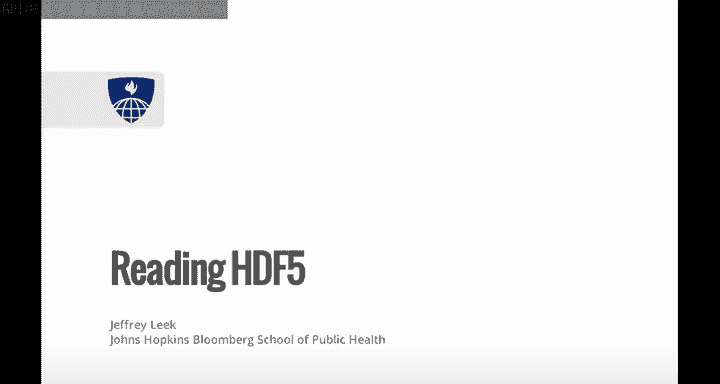 Reading HDF5
Jeffrey Leek
Johns Hopkins Bloomberg School of Public Health